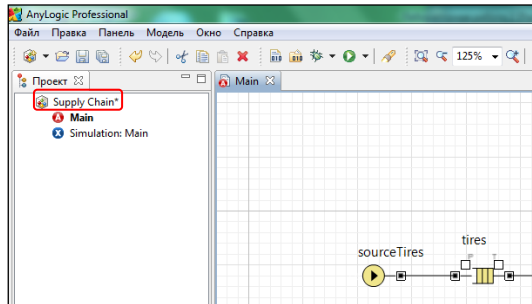 AnyLogic Professional
Файл Правка Панель Модель Окно Справка
125%
Проект
Main
Supply Chain*
Main
Simulation: Main
sourceTires
tires